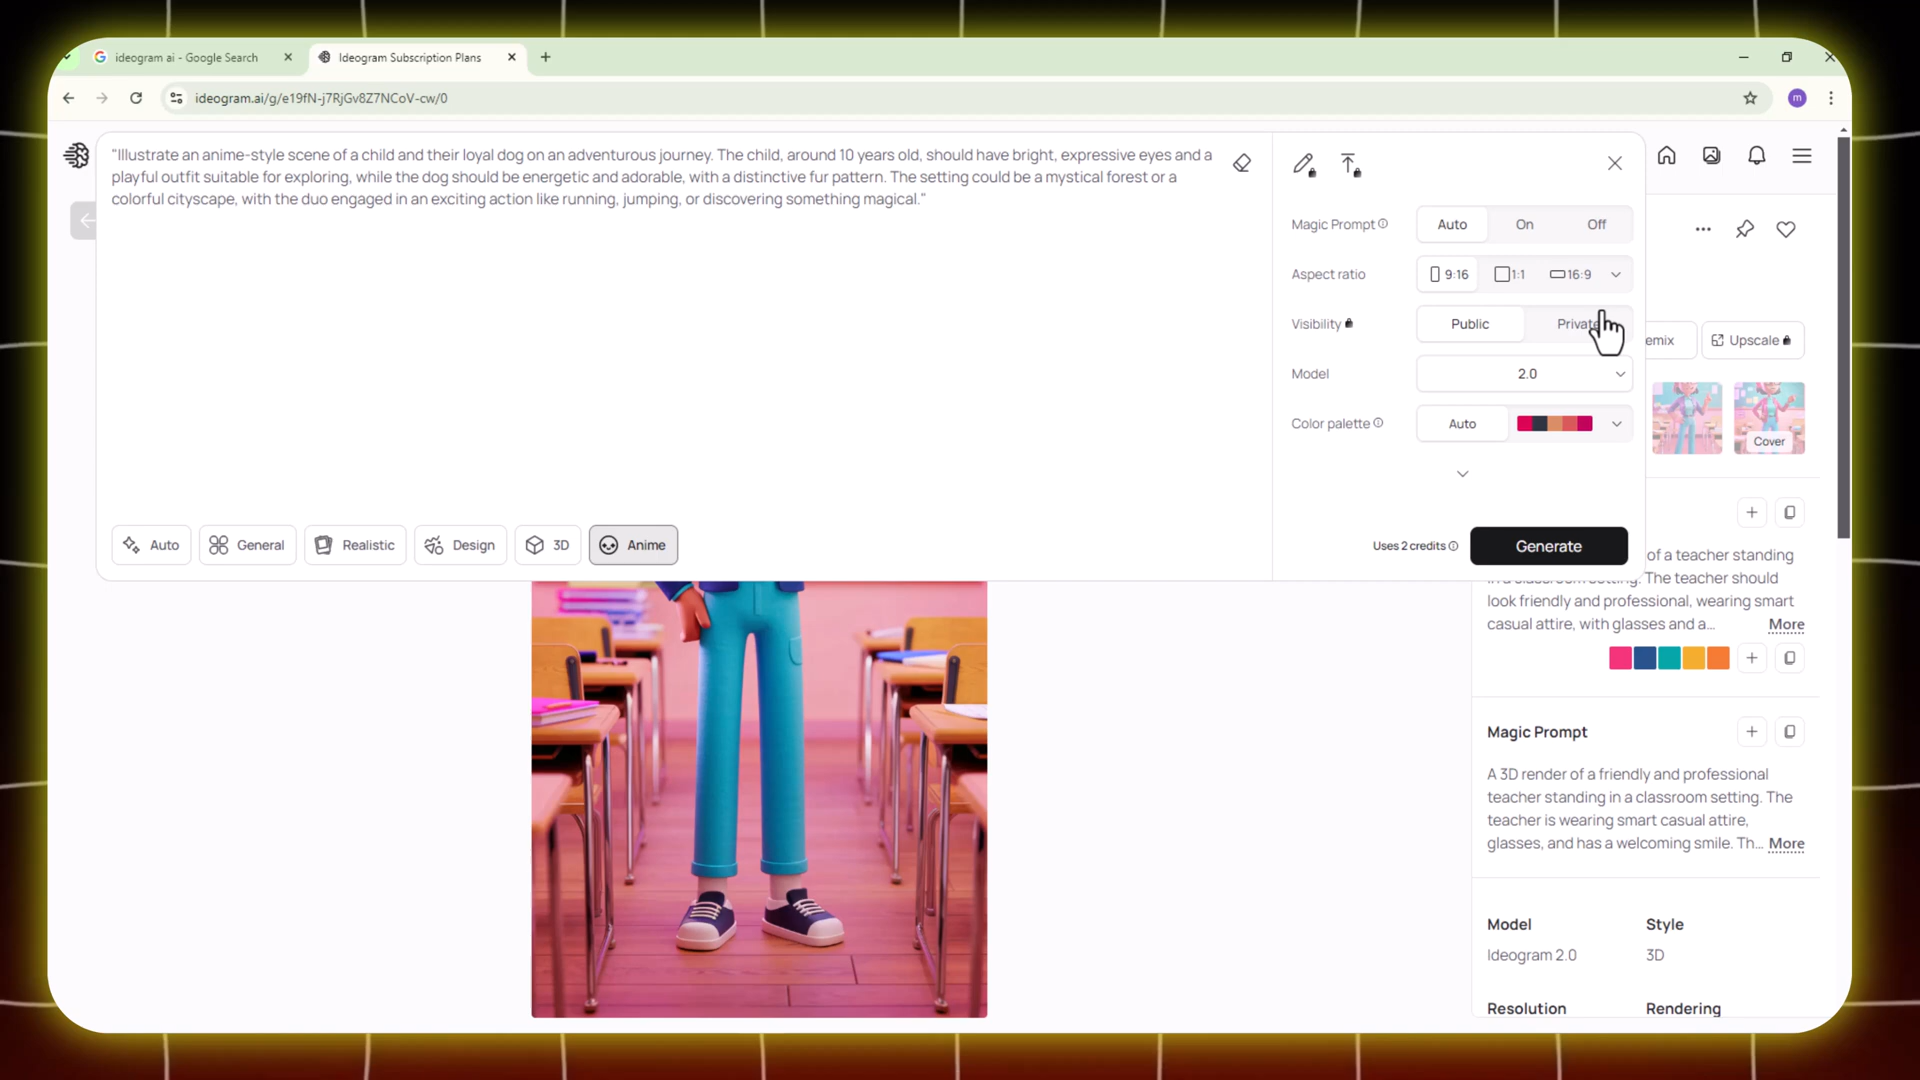 ideogram ai - Google Search
Ideogram Subscription Plans
ideogram.ai/g/e19fN-j7RjGv8Z7NCoV-cw/0
m
"Illustrate an anime-style scene of a child and their loyal dog on an adventurous journey. The child, around 10 years old, should have bright, expressive eyes and a
playful outfit suitable for exploring, while the dog should be energetic and adorable, with a distinctive fur pattern. The setting could be a mystical forest or a
colorful cityscape, with the duo engaged in an exciting action like running, jumping, or discovering something magical."
Magic Prompt Auto On Off
Aspect ratio 9:16 1:1 16:9
Visibility Public Private
Model 2.0
Color palette Auto
Auto General Realistic Design 3D Anime
Uses 2 credits Generate
emix Upscale
Cover
of a teacher standing
in a classroom setting. The teacher should
look friendly and professional, wearing smart
casual attire, with glasses and a... More
Magic Prompt
A 3D render of a friendly and professional
teacher standing in a classroom setting. The
teacher is wearing smart casual attire,
glasses, and has a welcoming smile. Th... More
Model Style
Ideogram 2.0 3D
Resolution Rendering